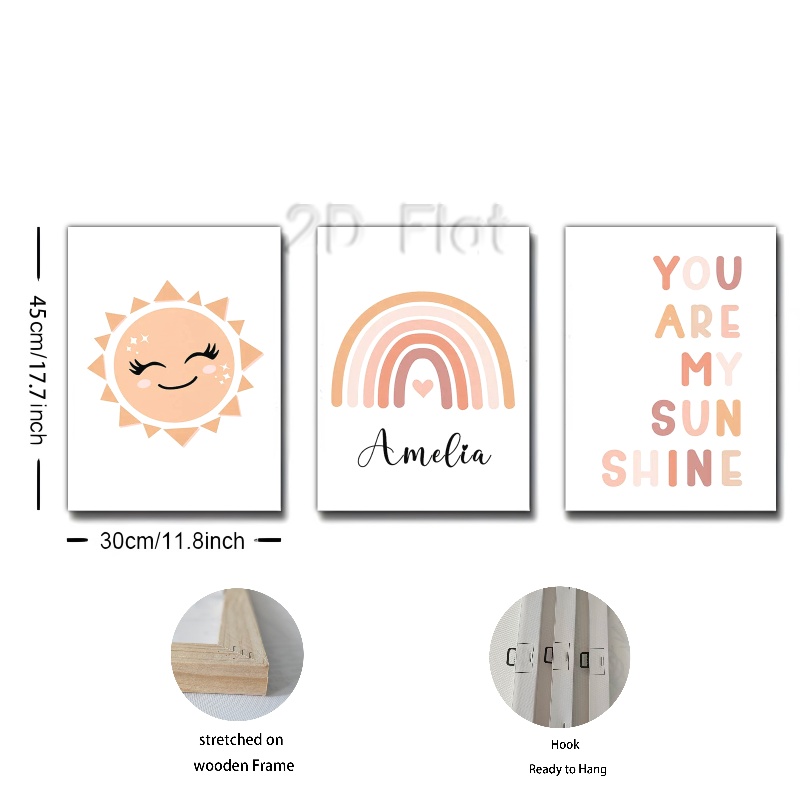 2D Flat
45cm/17.7inch
Amelia
YOU
ARE
MY
SUN
SHINE
30cm/11.8inch
stretched on
wooden Frame
Hook
Ready to Hang